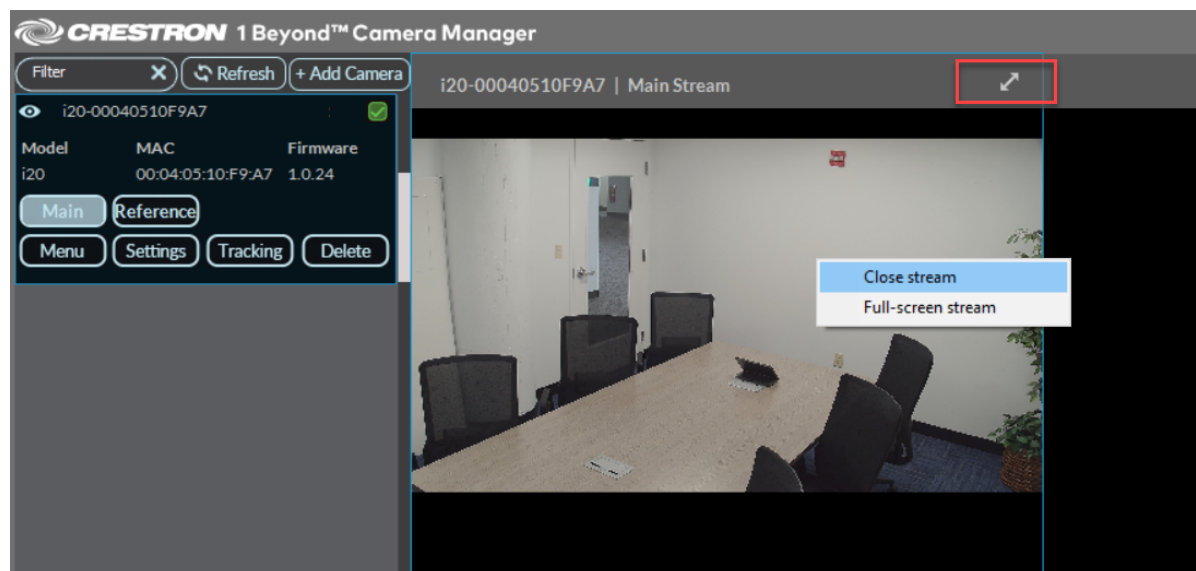 CRESTRON 1 Beyond™ Camera Manager
Filter Refresh + Add Camera
i20-00040510F9A7 | Main Stream
i20-00040510F9A7 :
Model MAC Firmware
i20 00:04:05:10:F9:A7 1.0.24
Main Reference
Menu Settings Tracking Delete
Close stream
Full-screen stream